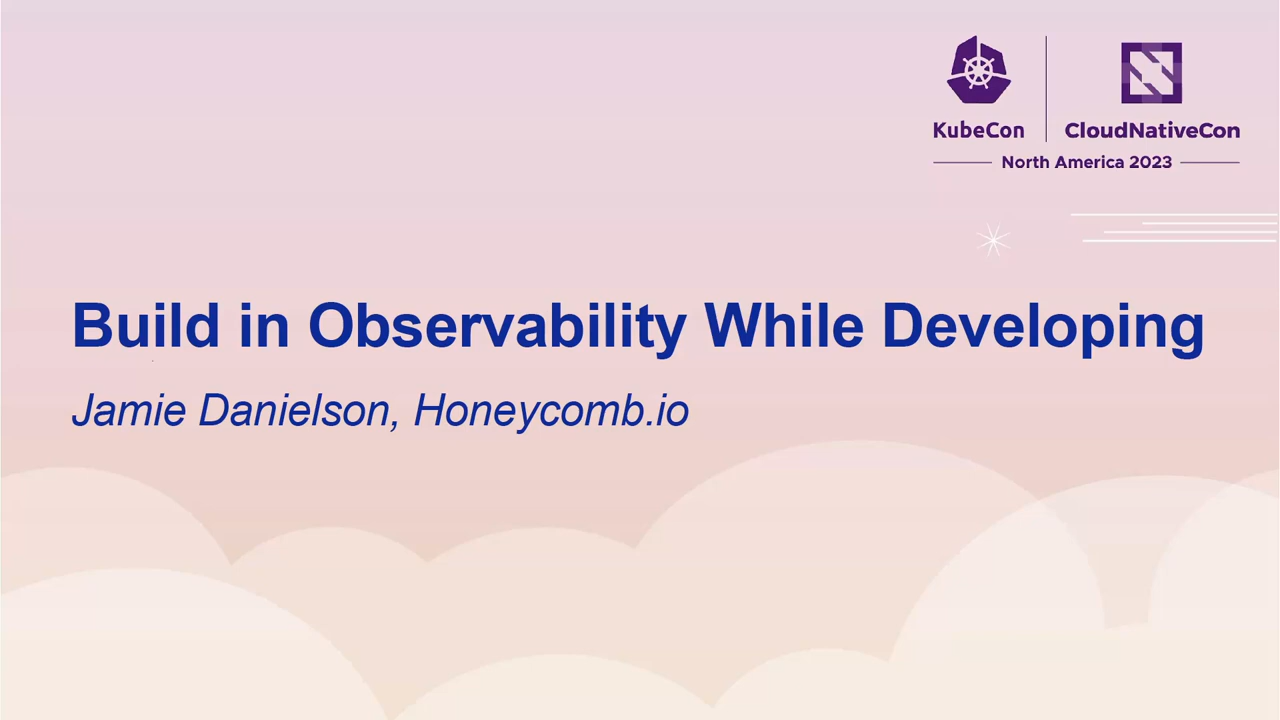 KubeCon
CloudNativeCon
North America 2023
Build in Observability While Developing
Jamie Danielson, Honeycomb.io